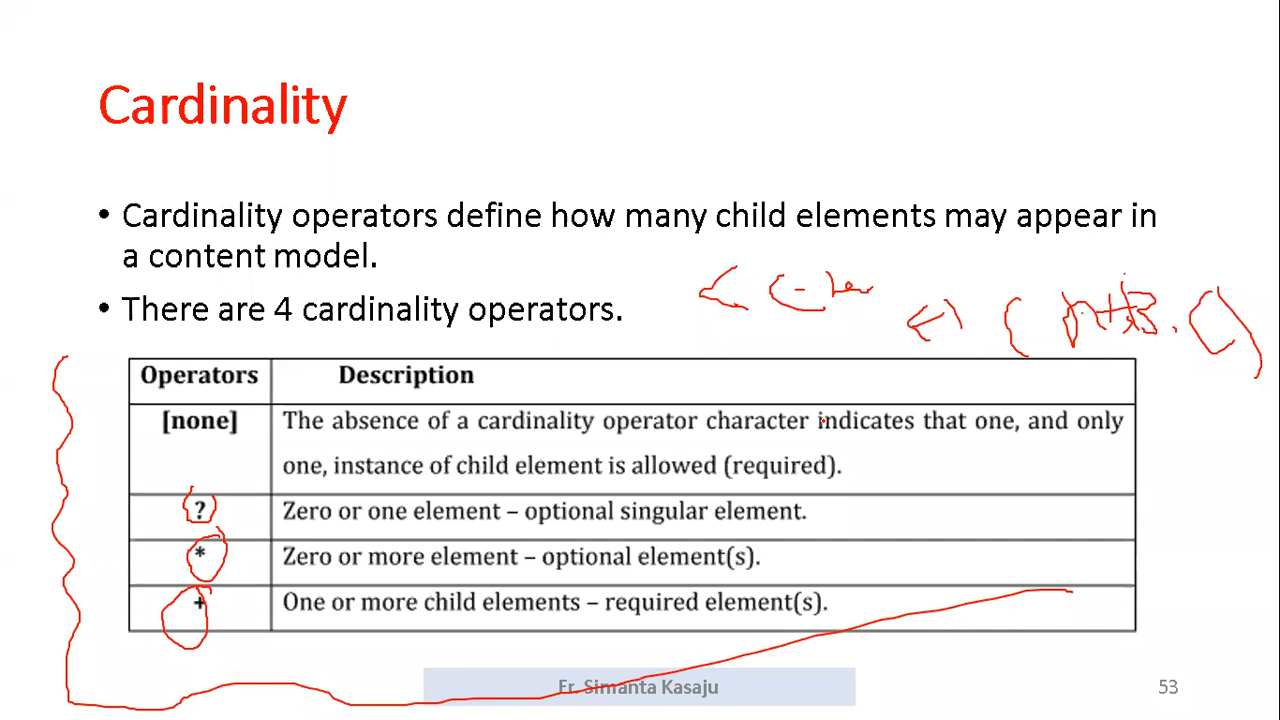 Cardinality
• Cardinality operators define how many child elements may appear in
a content model.
• There are 4 cardinality operators.
Operators Description
[none] The absence of a cardinality operator character indicates that one, and only
one, instance of child element is allowed (required).
? Zero or one element – optional singular element.
* Zero or more element – optional element(s).
+ One or more child elements – required element(s).
Fr. Simanta Kasaju
53